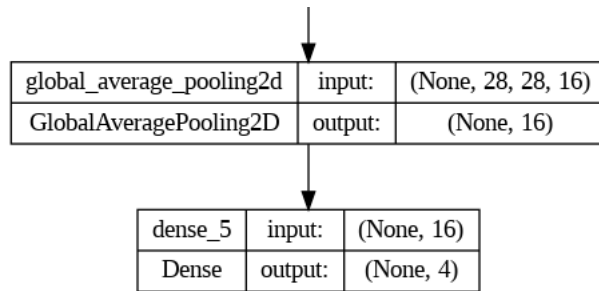 global_average_pooling2d input: (None, 28, 28, 16)
GlobalAveragePooling2D output: (None, 16)
dense_5 input: (None, 16)
Dense output: (None, 4)